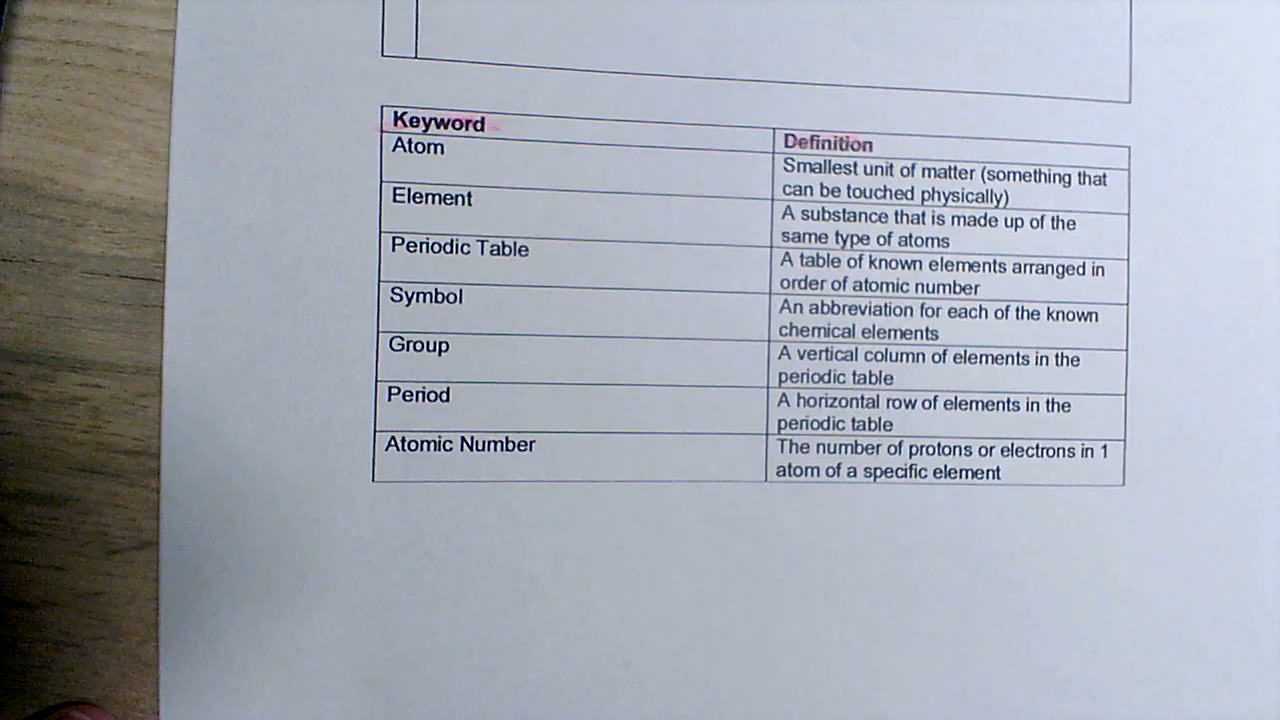 Keyword
Definition
Atom
Smallest unit of matter (something that
can be touched physically)
Element
A substance that is made up of the
same type of atoms
Periodic Table
A table of known elements arranged in
order of atomic number
Symbol
An abbreviation for each of the known
chemical elements
Group
A vertical column of elements in the
periodic table
Period
A horizontal row of elements in the
periodic table
Atomic Number
The number of protons or electrons in 1
atom of a specific element